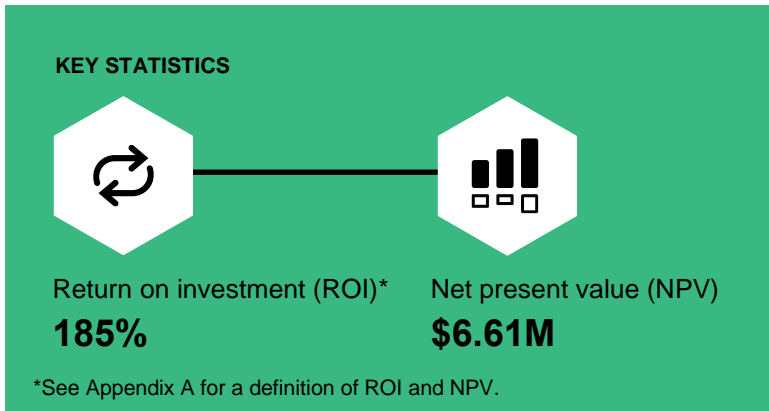 KEY STATISTICS
Return on investment (ROI)*
185%
Net present value (NPV)
$6.61M
*See Appendix A for a definition of ROI and NPV.